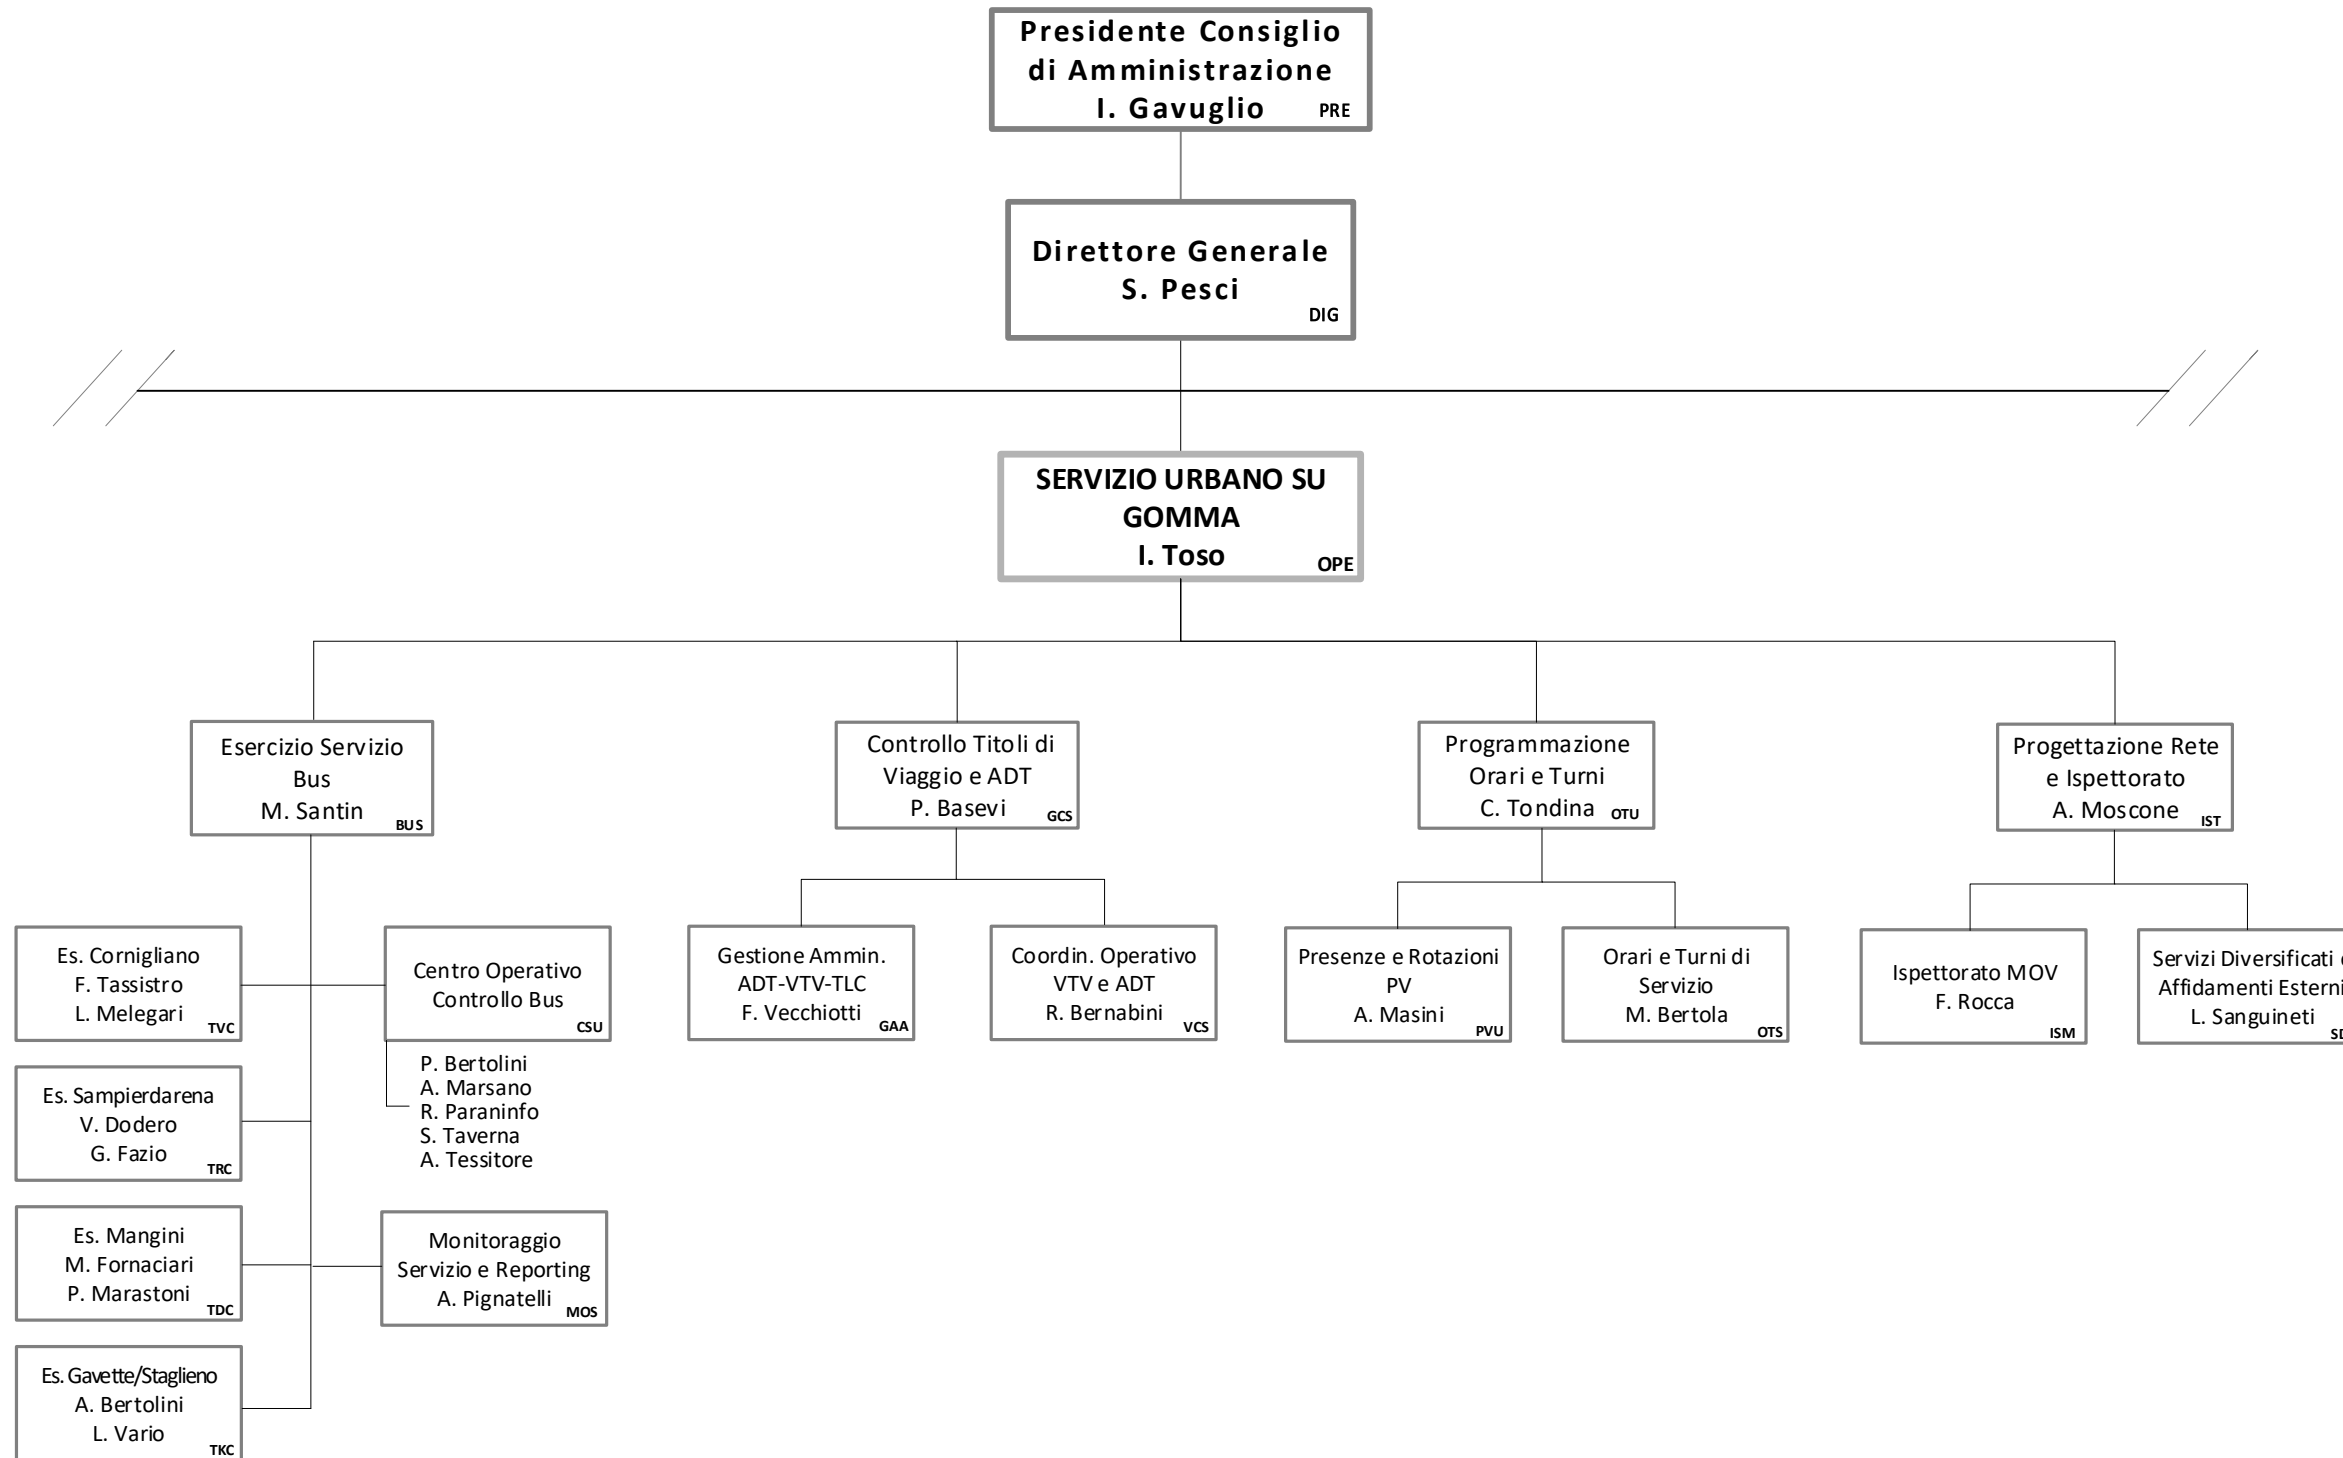 Presidente Consiglio
di Amministrazione
I. Gavuglio PRE
Direttore Generale
S. Pesci
DIG
SERVIZIO URBANO SU
GOMMA
I. Toso OPE
Esercizio Servizio
Bus
M. Santin BUS
Controllo Titoli di
Viaggio e ADT
P. Basevi GCS
Programmazione
Orari e Turni
C. Tondina OTU
Progettazione Rete
e Ispettorato
A. Moscone IST
Es. Cornigliano
F. Tassistro
L. Melegari TVC
Centro Operativo
Controllo Bus
CSU
P. Bertolini
A. Marsano
R. Paraninfo
S. Taverna
A. Tessitore
Gestione Ammin.
ADT-VTV-TLC
F. Vecchiotti GAA
Coordin. Operativo
VTV e ADT
R. Bernabini VCS
Presenze e Rotazioni
PV
A. Masini PVU
Orari e Turni di
Servizio
M. Bertola OTS
Ispettorato MOV
F. Rocca
ISM
Servizi Diversificati
Affidamenti Esterni
L. Sanguineti
Es. Sampierdarena
V. Dodero
G. Fazio TRC
Es. Mangini
M. Fornaciari
P. Marastoni TDC
Monitoraggio
Servizio e Reporting
A. Pignatelli MOS
Es. Gavette/Staglieno
A. Bertolini
L. Vario
TKC